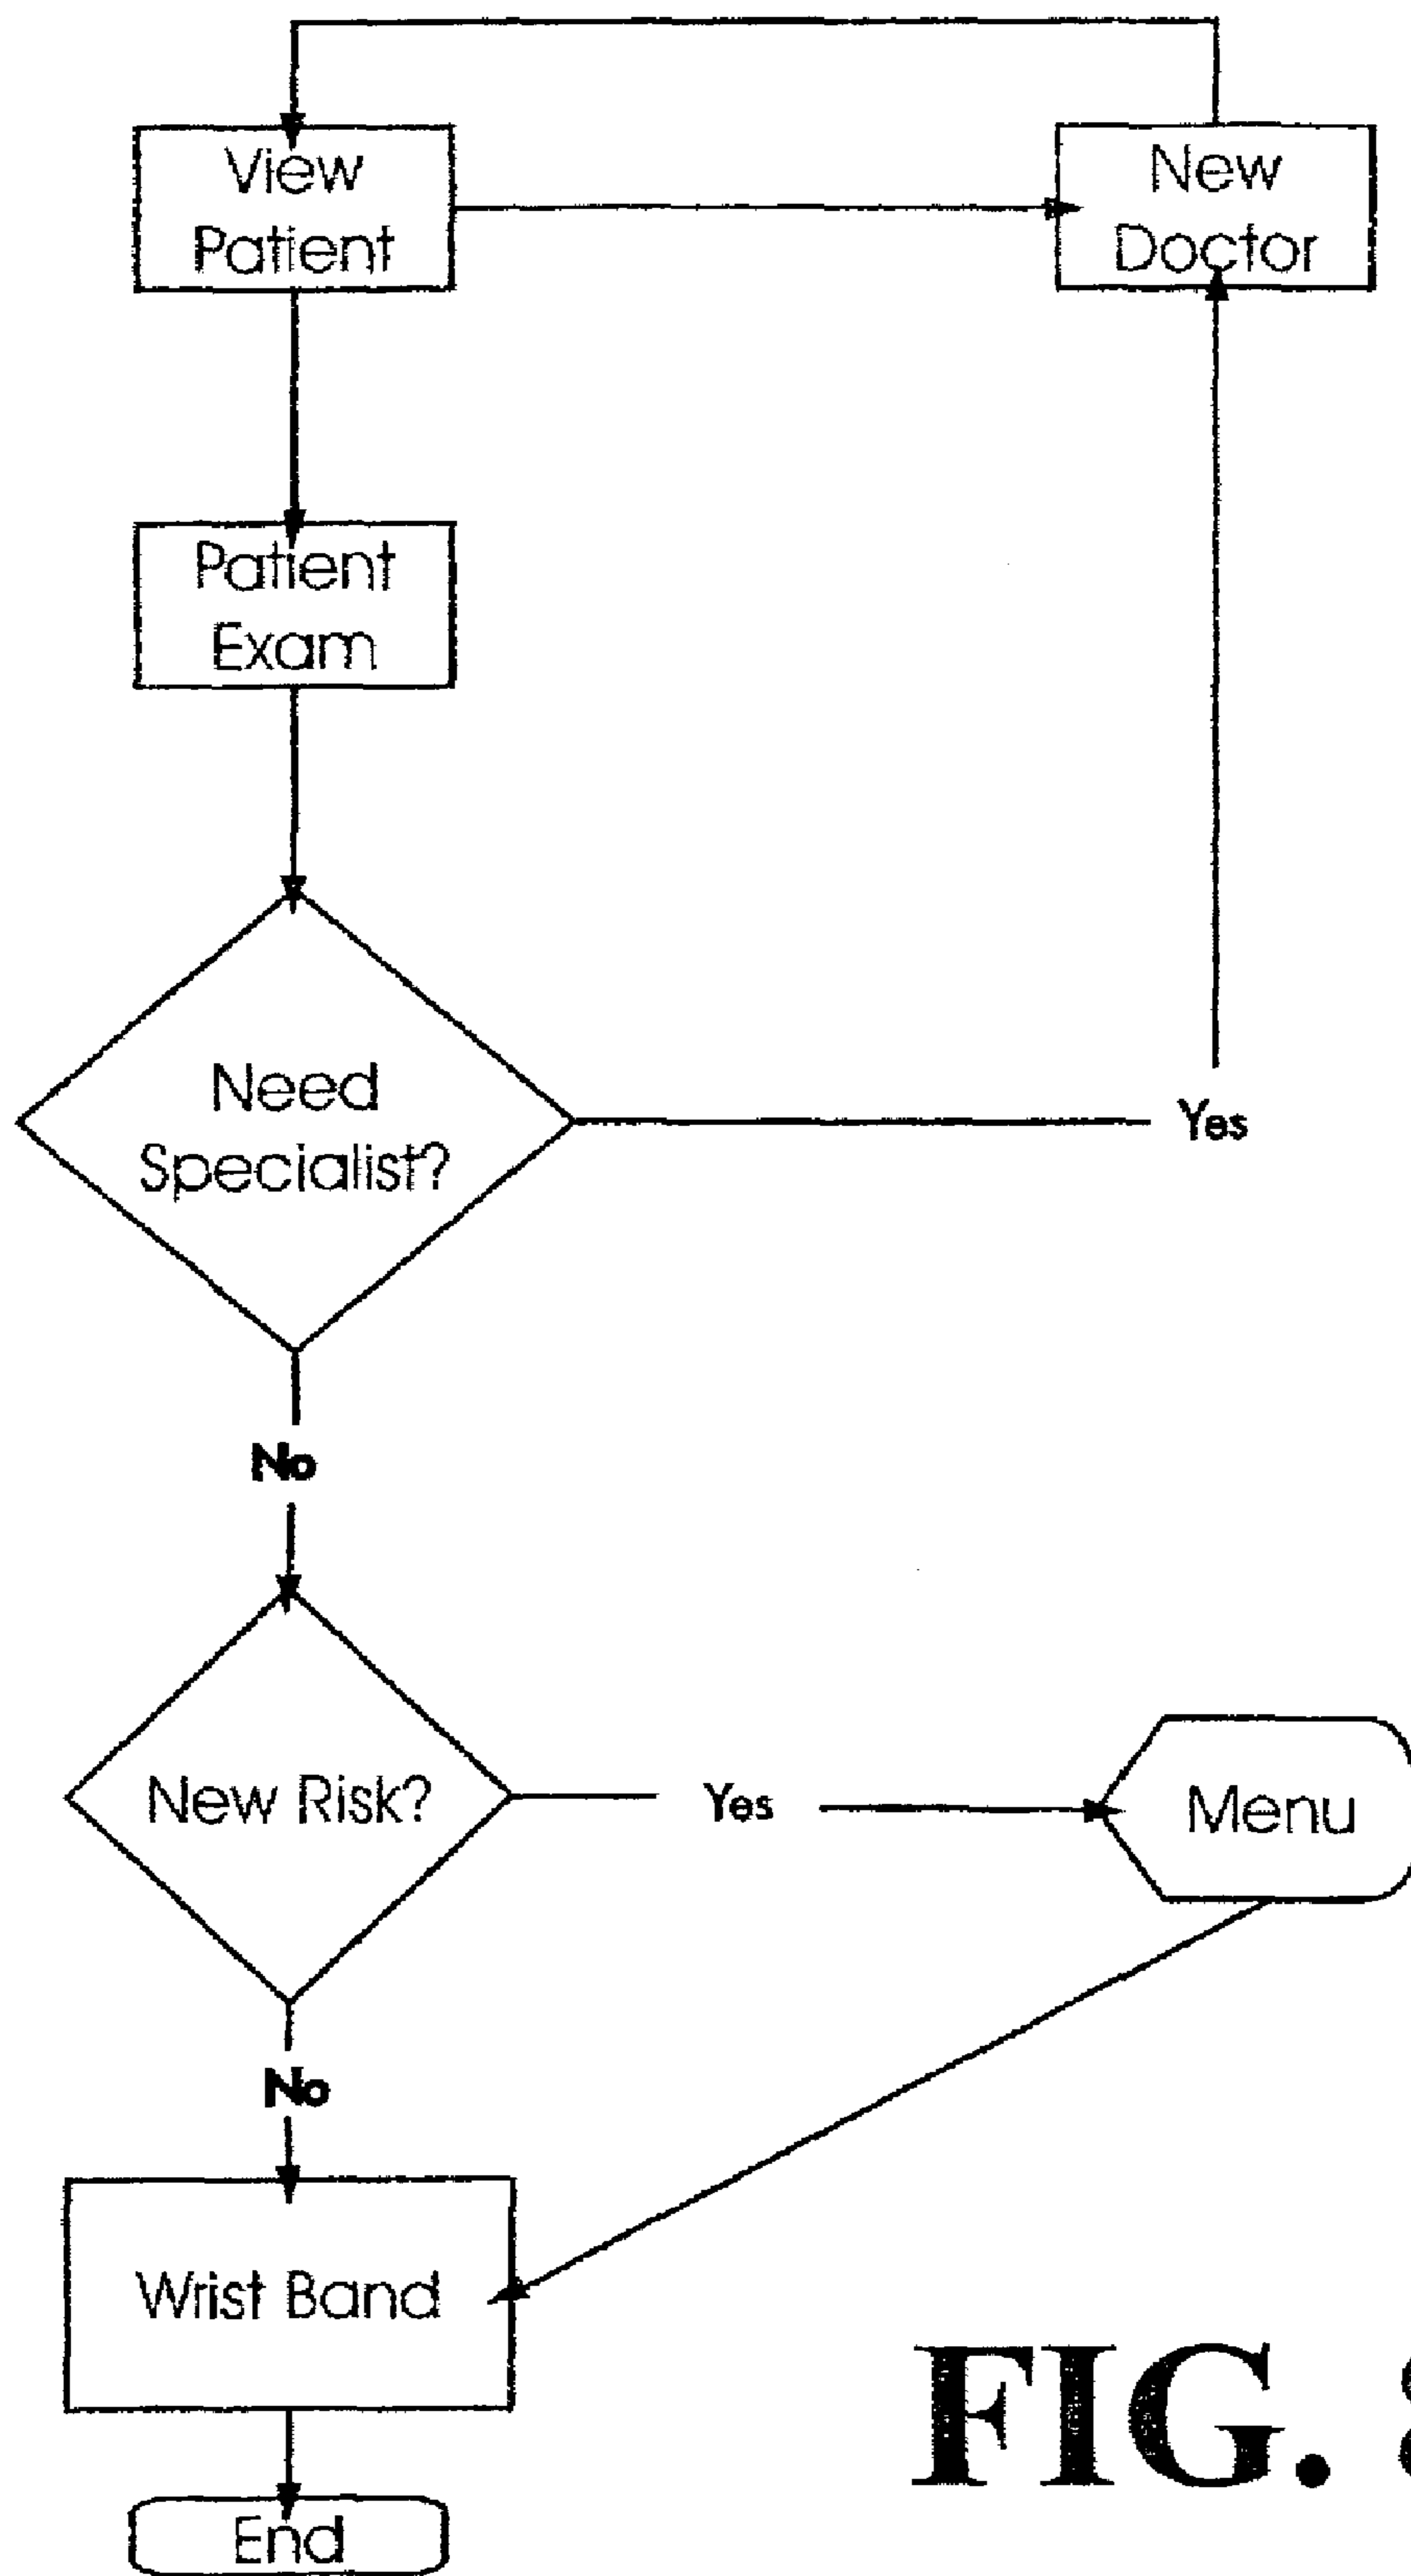 View
Patient
New
Doctor
Patient
Exam
Need
Specialist?
Yes
No
New Risk?
Yes
Menu
No
Wrist Band
FIG. 8
End